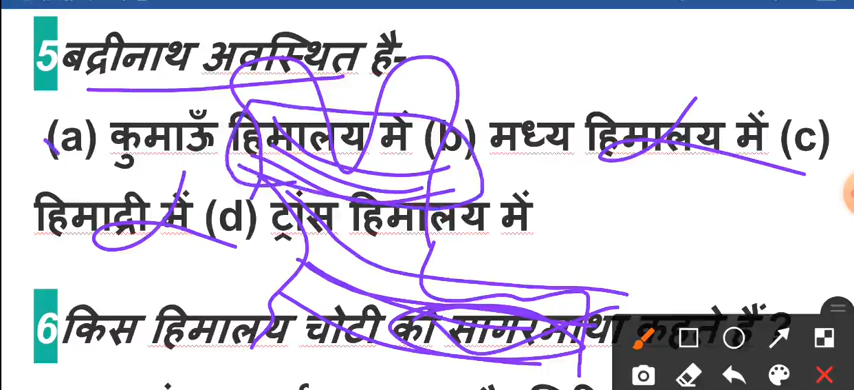 5 बद्रीनाथ अवस्थित है-
(a) कुमाऊँ हिमालय में (b) मध्य हिमालय में (c)
हिमाद्री में (d) ट्रांस हिमालय में
6 किस हिमालय चोटी को सागरमाथा कहते हैं ?